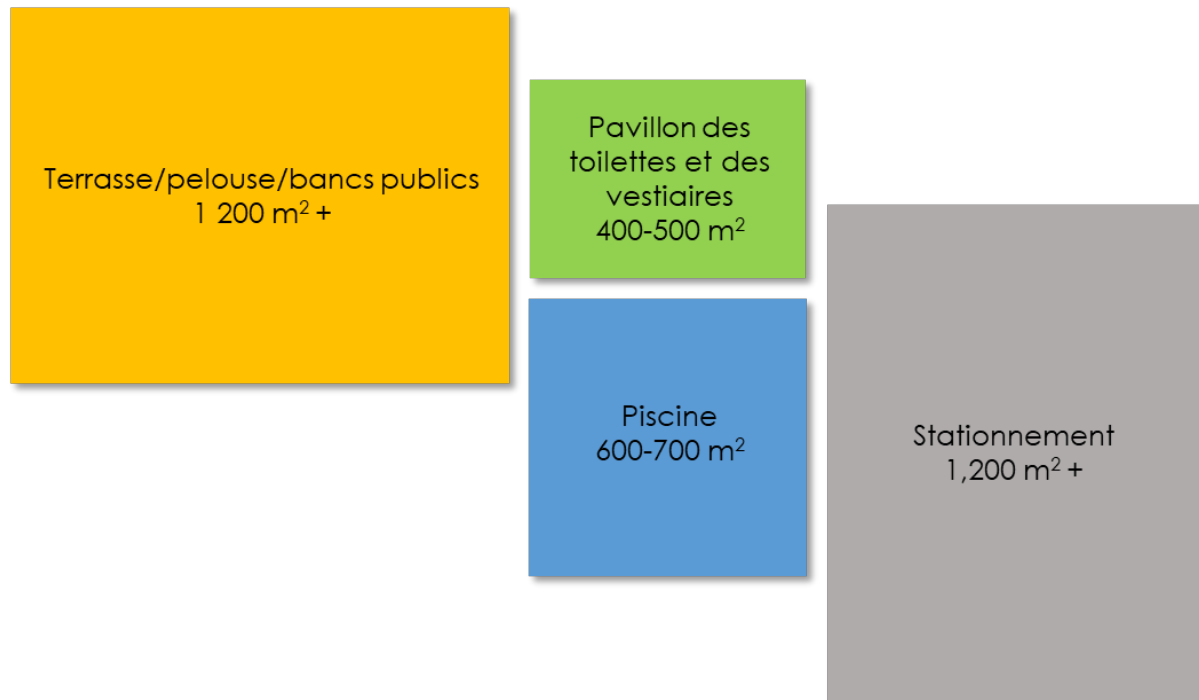 Terrasse/pelouse/bancs publics
1 200 m² +
Pavillon des
toilettes et des
vestiaires
400-500 m²
Piscine
600-700 m²
Stationnement
1,200 m² +